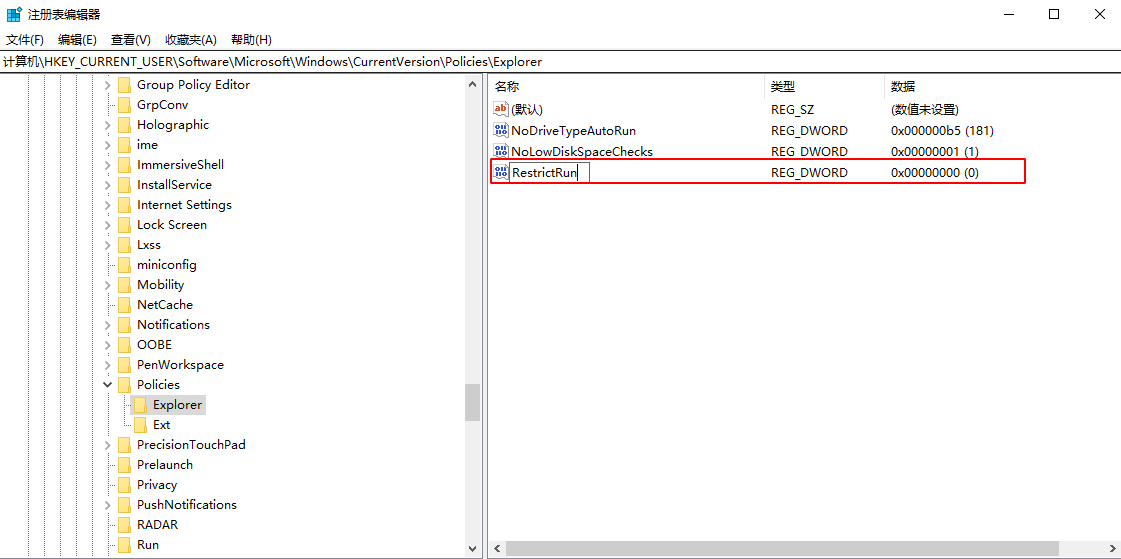 注册表编辑器
文件(F) 编辑(E) 查看(V) 收藏夹(A) 帮助(H)
计算机\HKEY_CURRENT_USER\Software\Microsoft\Windows\CurrentVersion\Policies\Explorer
Group Policy Editor
GrpConv
Holographic
ime
ImmersiveShell
InstallService
Internet Settings
Lock Screen
Lxss
miniconfig
Mobility
NetCache
Notifications
OOBE
PenWorkspace
Policies
Explorer
Ext
PrecisionTouchPad
Prelaunch
Privacy
PushNotifications
RADAR
Run
名称 类型 数据
(默认) REG_SZ (数值未设置)
NoDriveTypeAutoRun REG_DWORD 0x000000b5 (181)
NoLowDiskSpaceChecks REG_DWORD 0x00000001 (1)
RestrictRun REG_DWORD 0x00000000 (0)